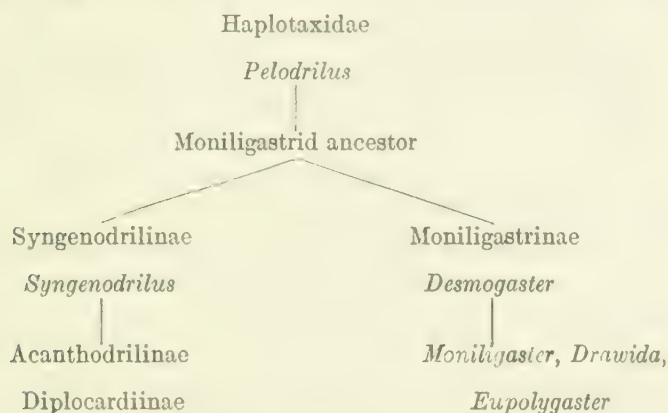 Haplotaxidae
Pelodrilus
Moniligastrid ancestor
Syngenodrilinae
Moniligastrinae
Syngenodrilus
Desmogaster
Acanthodrilinae
Moniligaster, Drawida,
Diplocardiinae
Eupolygaster